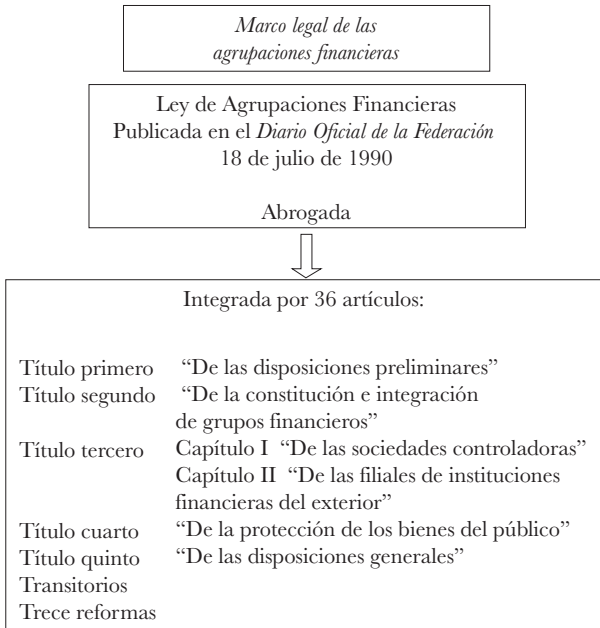 Marco legal de las
agrupaciones financieras
Ley de Agrupaciones Financieras
Publicada en el Diario Oficial de la Federación
18 de julio de 1990
Abrogada
Integrada por 36 artículos:
Título primero “De las disposiciones preliminares”
Título segundo “De la constitución e integración
de grupos financieros”
Título tercero Capítulo I “De las sociedades controladoras”
Capítulo II “De las filiales de instituciones
financieras del exterior”
Título cuarto “De la protección de los bienes del público”
Título quinto “De las disposiciones generales”
Transitorios
Trece reformas